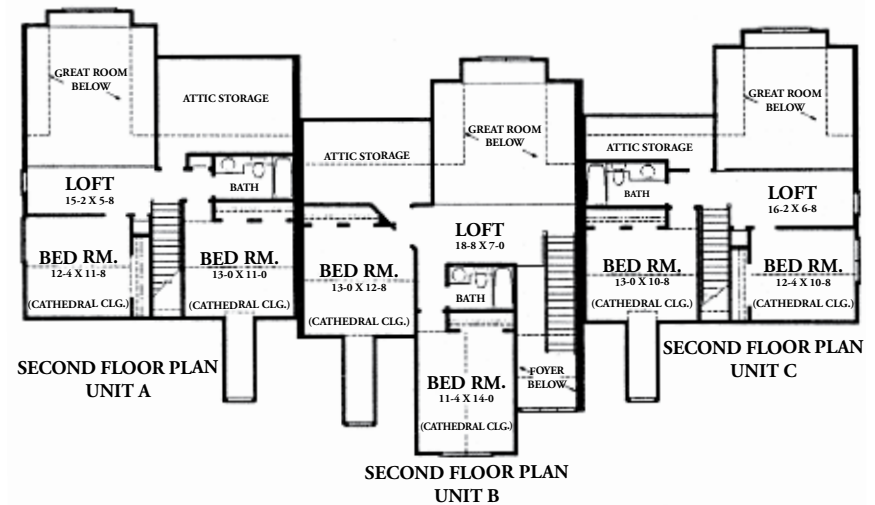 GREAT ROOM
BELOW
ATTIC STORAGE
BATH
LOFT
15-2 X 5-8
BED RM.
12-4 X 11-8
(CATHEDRAL CLG.)
BED RM.
13-0 X 11-0
(CATHEDRAL CLG.)
SECOND FLOOR PLAN
UNIT A
GREAT ROOM
BELOW
ATTIC STORAGE
LOFT
18-8 X 7-0
BED RM.
13-0 X 12-8
(CATHEDRAL CLG.)
BATH
BED RM.
11-4 X 14-0
(CATHEDRAL CLG.)
FOYER
BELOW
SECOND FLOOR PLAN
UNIT B
GREAT ROOM
BELOW
ATTIC STORAGE
BATH
LOFT
16-2 X 6-8
BED RM.
13-0 X 10-8
(CATHEDRAL CLG.)
BED RM.
12-4 X 10-8
(CATHEDRAL CLG.)
SECOND FLOOR PLAN
UNIT C